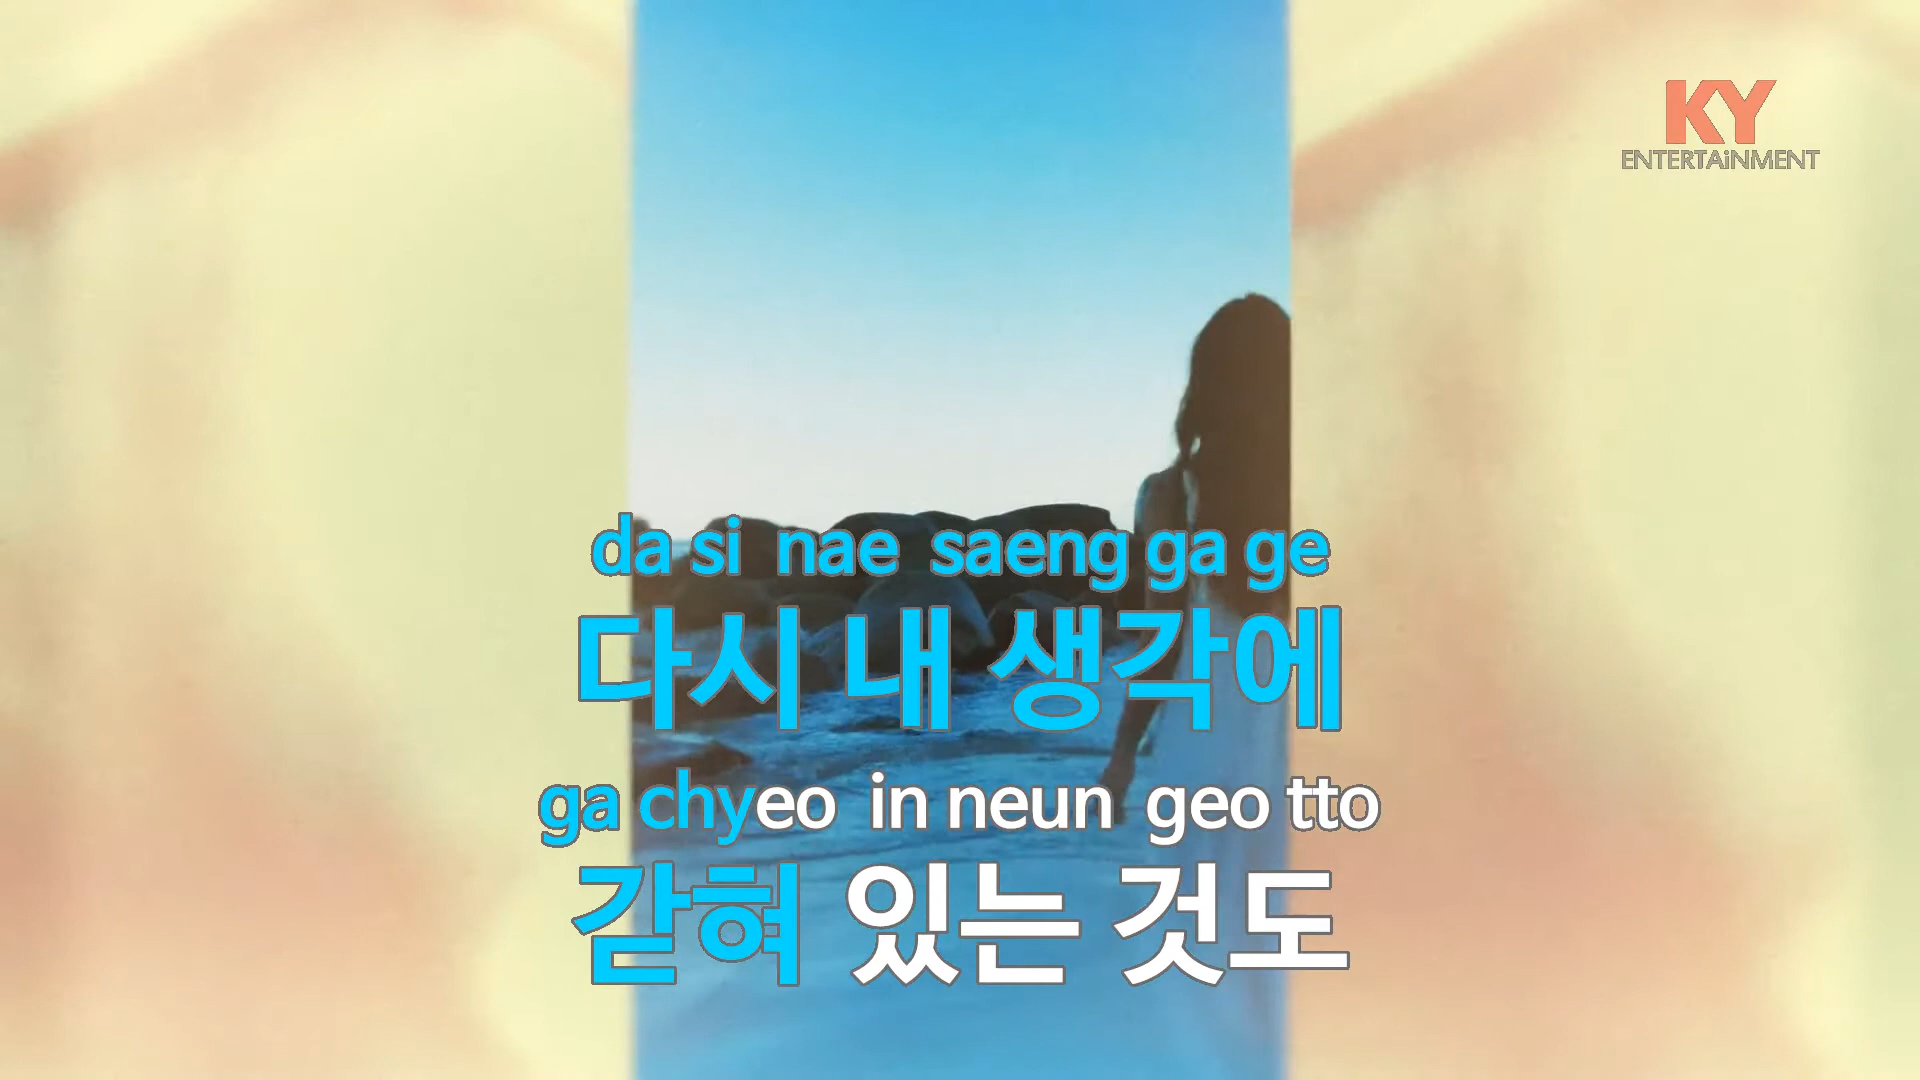 KY
ENTERTAiNMENT
da si nae saeng ga ge
다시 내 생각에
ga chyeo in neun geo tto
갇혀 있는 것도